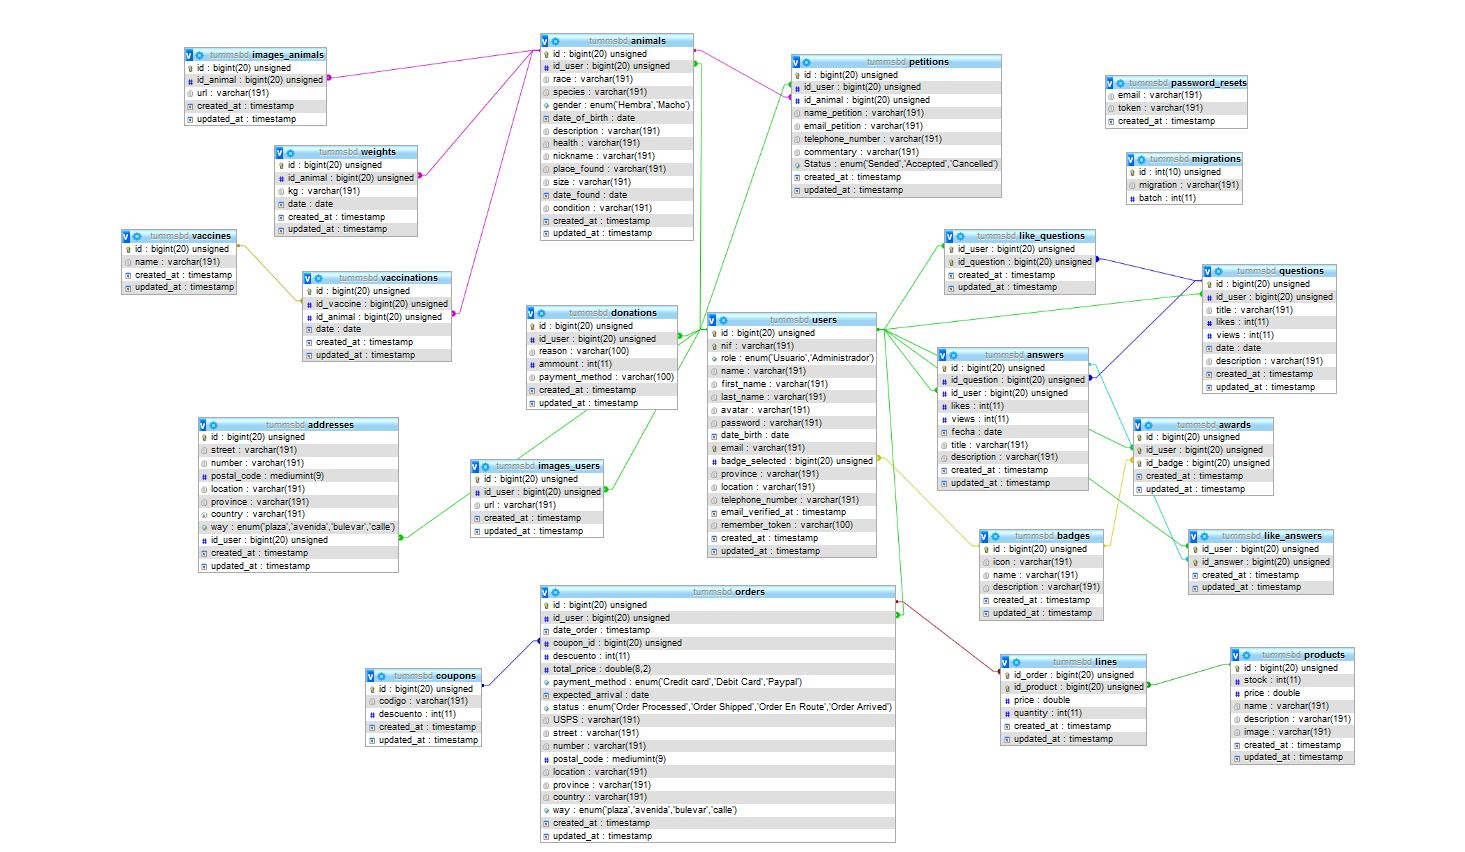 tummsbd images_animals
id : bigint(20) unsigned
id_animal : bigint(20) unsigned
url : varchar(191)
created_at : timestamp
updated_at : timestamp
tummsbd animals
id : bigint(20) unsigned
id_user : bigint(20) unsigned
race : varchar(191)
species : varchar(191)
gender : enum('Hembra','Macho')
date_of_birth : date
description : varchar(191)
health : varchar(191)
nickname : varchar(191)
place_found : varchar(191)
size : varchar(191)
date_found : date
condition : varchar(191)
created_at : timestamp
updated_at : timestamp
tummsbd petitions
id : bigint(20) unsigned
id_user : bigint(20) unsigned
id_animal : bigint(20) unsigned
name_petition : varchar(191)
email_petition : varchar(191)
telephone_number : varchar(191)
commentary : varchar(191)
Status : enum('Sended','Accepted','Cancelled')
created_at : timestamp
updated_at : timestamp
tummsbd password_resets
email : varchar(191)
token : varchar(191)
created_at : timestamp
tummsbd weights
id : bigint(20) unsigned
id_animal : bigint(20) unsigned
kg : varchar(191)
date : date
created_at : timestamp
updated_at : timestamp
tummsbd migrations
id : int(10) unsigned
migration : varchar(191)
batch : int(11)
tummsbd vaccines
id : bigint(20) unsigned
name : varchar(191)
created_at : timestamp
updated_at : timestamp
tummsbd vaccinations
id : bigint(20) unsigned
id_vaccine : bigint(20) unsigned
id_animal : bigint(20) unsigned
date : date
created_at : timestamp
updated_at : timestamp
tummsbd like_questions
id_user : bigint(20) unsigned
id_question : bigint(20) unsigned
created_at : timestamp
updated_at : timestamp
tummsbd questions
id : bigint(20) unsigned
id_user : bigint(20) unsigned
title : varchar(191)
likes : int(11)
views : int(11)
date : date
description : varchar(191)
created_at : timestamp
updated_at : timestamp
tummsbd donations
id : bigint(20) unsigned
id_user : bigint(20) unsigned
reason : varchar(100)
ammount : int(11)
payment_method : varchar(100)
created_at : timestamp
updated_at : timestamp
tummsbd users
id : bigint(20) unsigned
nif : varchar(191)
role : enum('Usuario','Administrador')
name : varchar(191)
first_name : varchar(191)
last_name : varchar(191)
avatar : varchar(191)
password : varchar(191)
date_birth : date
email : varchar(191)
badge_selected : bigint(20) unsigned
province : varchar(191)
location : varchar(191)
telephone_number : varchar(191)
email_verified_at : timestamp
remember_token : varchar(100)
created_at : timestamp
updated_at : timestamp
tummsbd answers
id : bigint(20) unsigned
id_question : bigint(20) unsigned
id_user : bigint(20) unsigned
likes : int(11)
views : int(11)
fecha : date
title : varchar(191)
description : varchar(191)
created_at : timestamp
updated_at : timestamp
tummsbd awards
id : bigint(20) unsigned
id_user : bigint(20) unsigned
id_badge : bigint(20) unsigned
created_at : timestamp
updated_at : timestamp
tummsbd addresses
id : bigint(20) unsigned
street : varchar(191)
number : varchar(191)
postal_code : mediumint(9)
location : varchar(191)
province : varchar(191)
country : varchar(191)
way : enum('plaza','avenida','bulevar','calle')
id_user : bigint(20) unsigned
created_at : timestamp
updated_at : timestamp
tummsbd images_users
id : bigint(20) unsigned
id_user : bigint(20) unsigned
url : varchar(191)
created_at : timestamp
updated_at : timestamp
tummsbd badges
id : bigint(20) unsigned
icon : varchar(191)
name : varchar(191)
description : varchar(191)
created_at : timestamp
updated_at : timestamp
tummsbd like_answers
id_user : bigint(20) unsigned
id_answer : bigint(20) unsigned
created_at : timestamp
updated_at : timestamp
tummsbd orders
id : bigint(20) unsigned
id_user : bigint(20) unsigned
date_order : timestamp
coupon_id : bigint(20) unsigned
descuento : int(11)
total_price : double(8,2)
payment_method : enum('Credit card','Debit Card','Paypal')
expected_arrival : date
status : enum('Order Processed','Order Shipped','Order En Route','Order Arrived')
USPS : varchar(191)
street : varchar(191)
number : varchar(191)
postal_code : mediumint(9)
location : varchar(191)
province : varchar(191)
country : varchar(191)
way : enum('plaza','avenida','bulevar','calle')
created_at : timestamp
updated_at : timestamp
tummsbd coupons
id : bigint(20) unsigned
codigo : varchar(191)
descuento : int(11)
created_at : timestamp
updated_at : timestamp
tummsbd lines
id_order : bigint(20) unsigned
id_product : bigint(20) unsigned
price : double
quantity : int(11)
created_at : timestamp
updated_at : timestamp
tummsbd products
id : bigint(20) unsigned
stock : int(11)
price : double
name : varchar(191)
description : varchar(191)
image : varchar(191)
created_at : timestamp
updated_at : timestamp